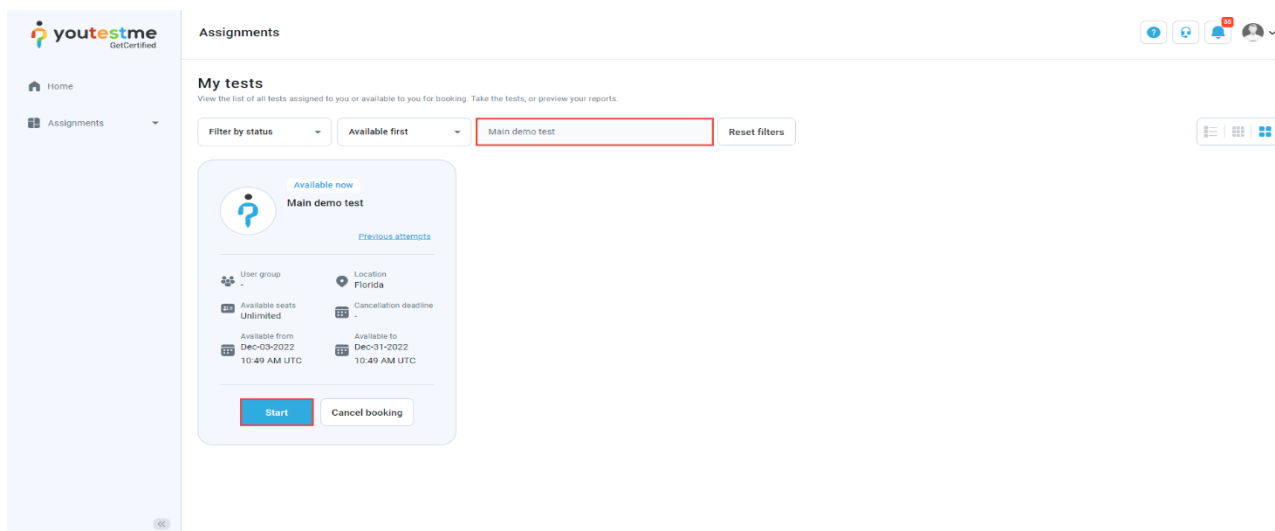 youtestme
GetCertified
Assignments
?
36
Home
Assignments
My tests
View the list of all tests assigned to you or available to you for booking. Take the tests, or preview your reports.
Filter by status
Available first
Main demo test
Reset filters
Available now
Main demo test
Previous attempts
User group
-
Location
Florida
Available seats
Unlimited
Cancellation deadline
-
Available from
Dec-03-2022
10:49 AM UTC
Available to
Dec-31-2022
10:49 AM UTC
Start
Cancel booking